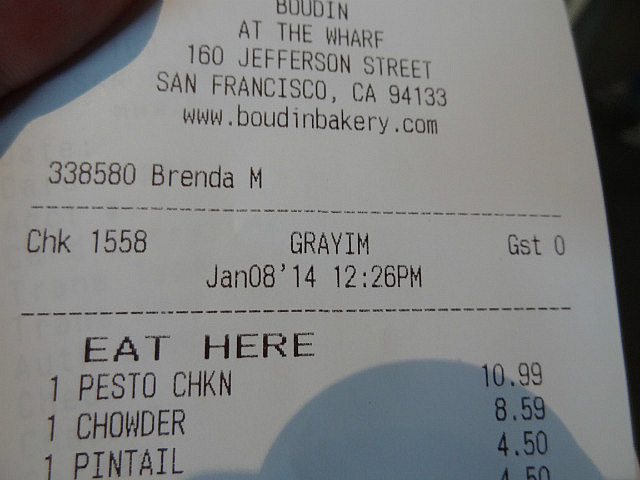 BOUDIN
AT THE WHARF
160 JEFFERSON STREET
SAN FRANCISCO, CA 94133
www.boudinbakery.com
338580 Brenda M
Chk 1558 GRAYIM Gst 0
Jan08'14 12:26PM
EAT HERE
1 PESTO CHKN 10.99
1 CHOWDER 8.59
1 PINTAIL 4.50
4.50